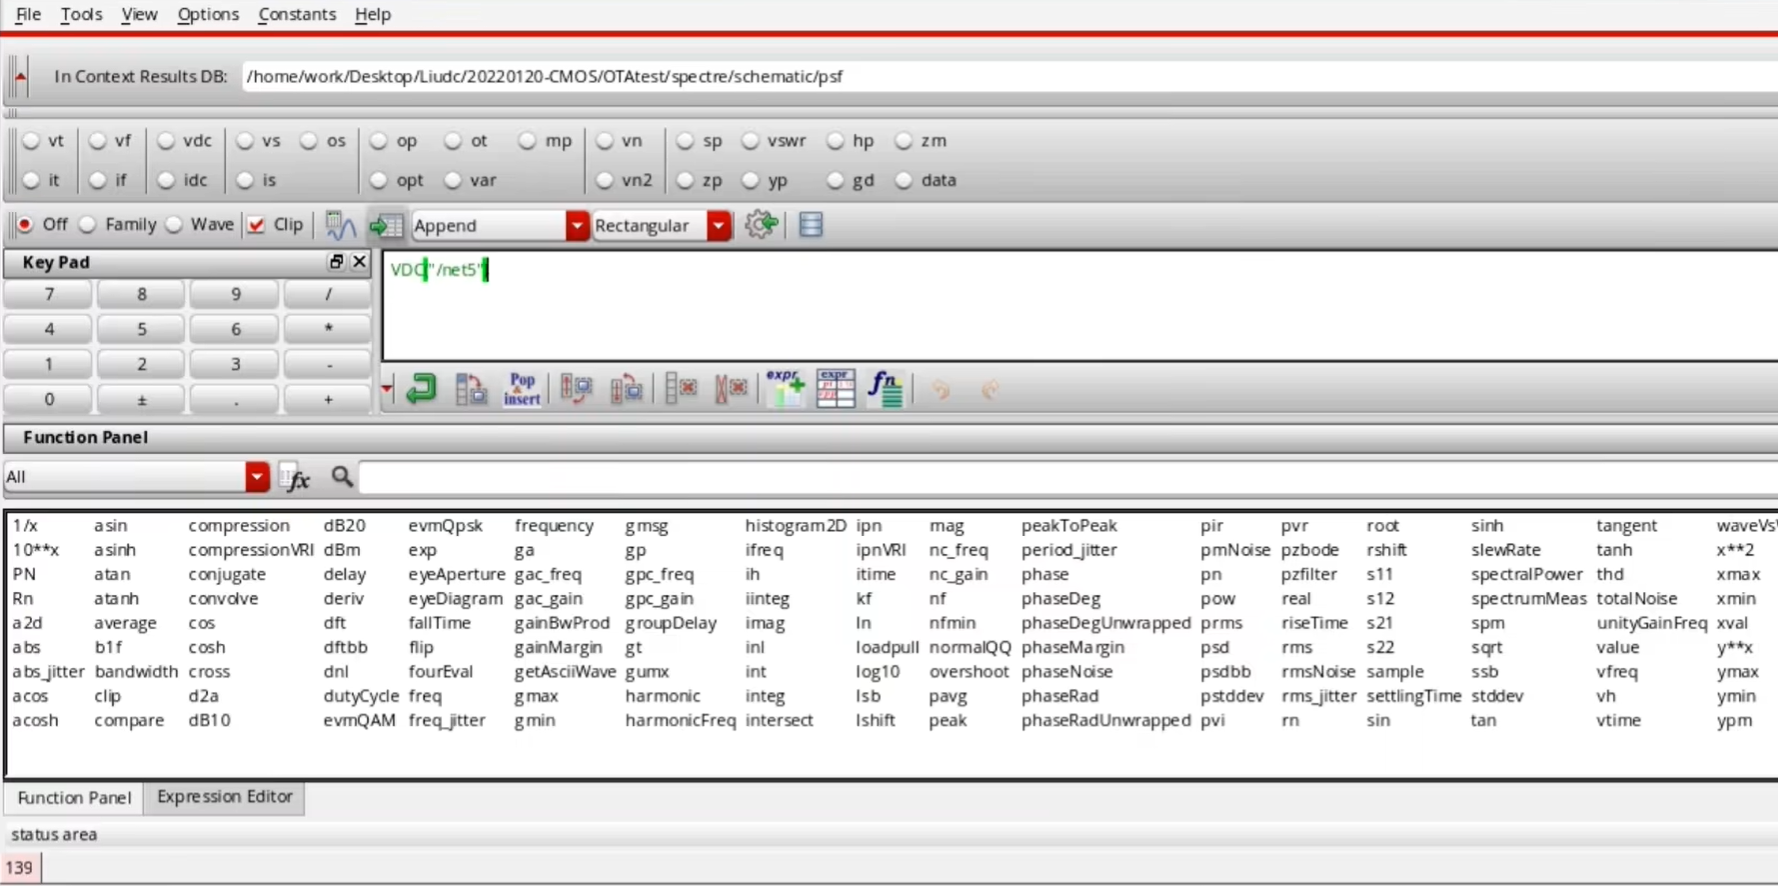 File Tools View Options Constants Help
In Context Results DB: /home/work/Desktop/Liudc/20220120-CMOS/OTAtest/spectre/schematic/psf
vt vf vdc vs os op ot mp vn sp vswr hp zm
it if idc is opt var vn2 zp yp gd data
Off Family Wave Clip Append Rectangular
Key Pad
VDC("/net5")
7 8 9 /
4 5 6 *
1 2 3 -
0 ± . +
Pop & insert
expr
expr
fn
Function Panel
All fx
1/x asin compression dB20 evmQpsk frequency gmsg histogram2D ipn mag peakToPeak pir pvr root sinh tangent waveVs
10**x asinh compressionVRI dBm exp ga gp ifreq ipnVRI nc_freq period_jitter pmNoise pzbode rshift slewRate tanh x**2
PN atan conjugate delay eyeAperture gac_freq gpc_freq ih itime nc_gain phase pn pzfilter s11 spectralPower thd xmax
Rn atanh convolve deriv eyeDiagram gac_gain gpc_gain iinteg kf nf phaseDeg pow real s12 spectrumMeas totalNoise xmin
a2d average cos dft fallTime gainBwProd groupDelay imag ln nfmin phaseDegUnwrapped prms riseTime s21 spm unityGainFreq xval
abs b1f cosh dftbb flip gainMargin gt inl loadpull normalQQ phaseMargin psd rms s22 sqrt value y**x
abs_jitter bandwidth cross dnl fourEval getAsciiWave gumx int log10 overshoot phaseNoise psdbb rmsNoise sample ssb vfreq ymax
acos clip d2a dutyCycle freq gmax harmonic integ lsb pavg phaseRad pstddev rms_jitter settlingTime stddev vh ymin
acosh compare dB10 evmQAM freq_jitter gmin harmonicFreq intersect lshift peak phaseRadUnwrapped pvi rn sin tan vtime ypm
Function Panel Expression Editor
status area
139